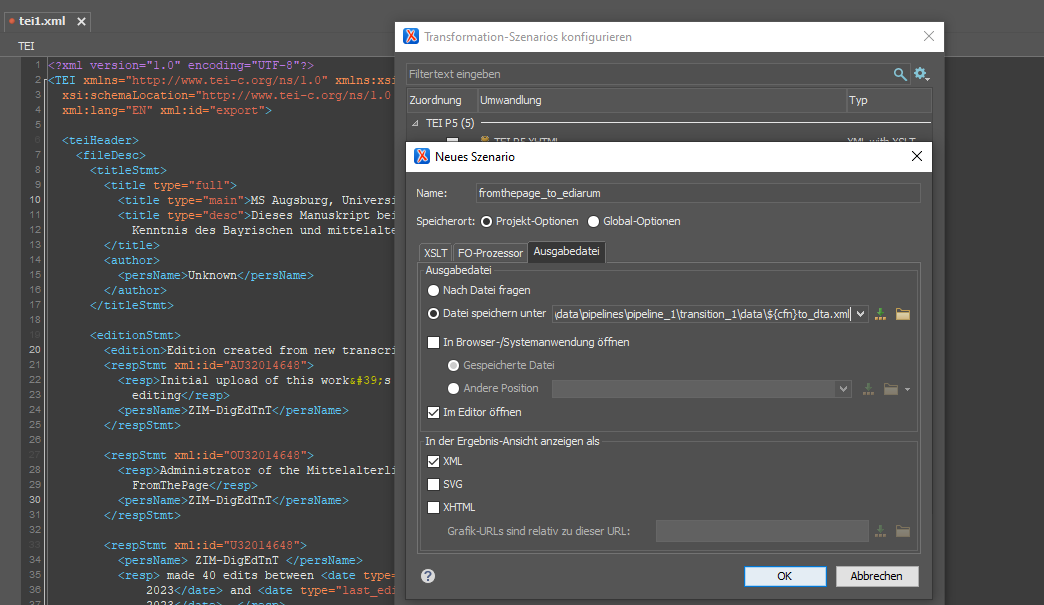 tei1.xml
TEI
1 <?xml version="1.0" encoding="UTF-8"?>
2 <TEI xmlns="http://www.tei-c.org/ns/1.0" xmlns:xsi
3 xsi:schemaLocation="http://www.tei-c.org/ns/1.0
4 xml:lang="EN" xml:id="export">
5
6 <teiHeader>
7 <fileDesc>
8 <titleStmt>
9 <title type="full">
10 <title type="main">MS Augsburg, Universi
11 <title type="desc">Dieses Manuskript bei
12 Kenntnis des Bayrischen und mittelalte
13 </title>
14 <author>
15 <persName>Unknown</persName>
16 </author>
17 </titleStmt>
18
19 <editionStmt>
20 <edition>Edition created from new transcri
21 <respStmt xml:id="AU32014648">
22 <resp>Initial upload of this work&#39;s
23 editing</resp>
24 <persName>ZIM-DigEdTnT</persName>
25 </respStmt>
26
27 <respStmt xml:id="OU32014648">
28 <resp>Administrator of the Mittelalterli
29 FromThePage</resp>
30 <persName>ZIM-DigEdTnT</persName>
31 </respStmt>
32
33 <respStmt xml:id="U32014648">
34 <persName> ZIM-DigEdTnT </persName>
35 <resp> made 40 edits between <date type=
36 2023</date> and <date type="last_edi
2023</date> </resp>
Transformation-Szenarios konfigurieren
Filtertext eingeben
Zuordnung Umwandlung Typ
TEI P5 (5)
TEI P5 XHTML XML with XSLT
Neues Szenario
Name: fromthepage_to_ediarum
Speicherort: Projekt-Optionen Global-Optionen
XSLT FO-Prozessor Ausgabedatei
Ausgabedatei
Nach Datei fragen
Datei speichern unter \data\pipelines\pipeline_1\transition_1\data\${cfn}to_dta.xml
In Browser-/Systemanwendung öffnen
Gespeicherte Datei
Andere Position
Im Editor öffnen
In der Ergebnis-Ansicht anzeigen als
XML
SVG
XHTML
Grafik-URLs sind relativ zu dieser URL:
? OK Abbrechen